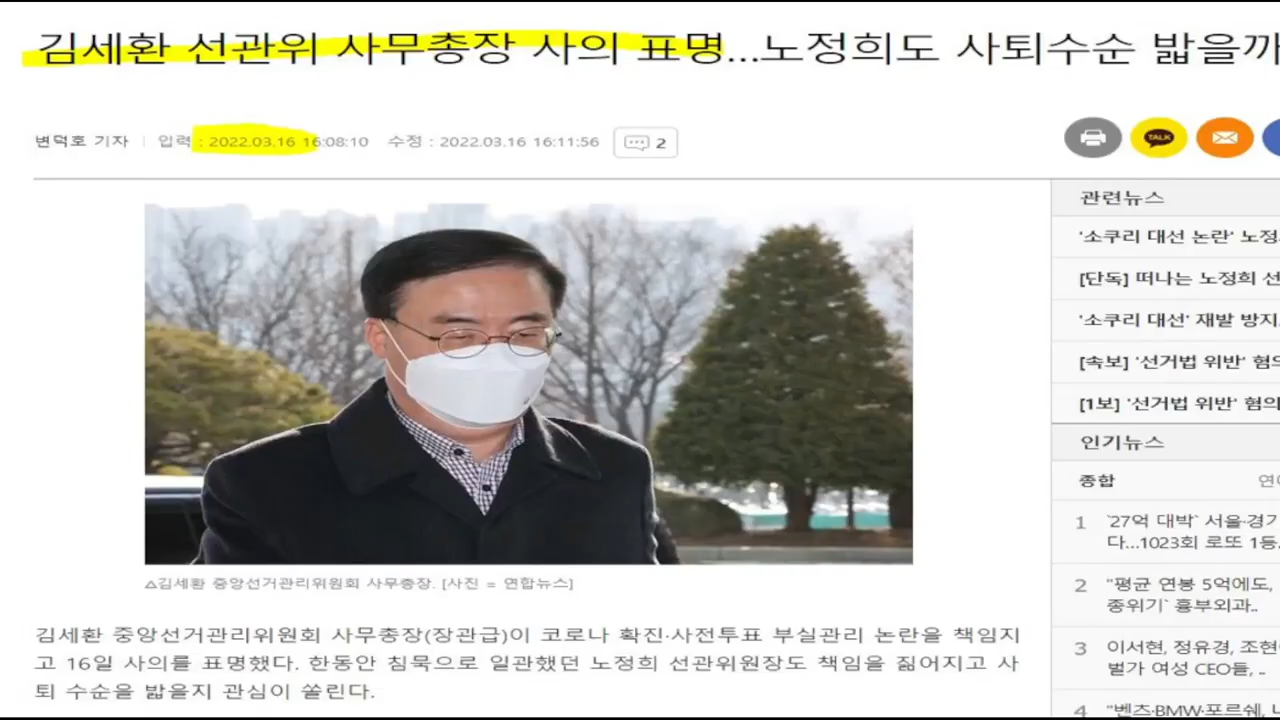 김세환 선관위 사무총장 사의 표명...노정희도 사퇴수순 밟을까
변덕호 기자 | 입력 : 2022.03.16 16:08:10 수정 : 2022.03.16 16:11:56 2
TALK
△김세환 중앙선거관리위원회 사무총장. [사진 = 연합뉴스]
김세환 중앙선거관리위원회 사무총장(장관급)이 코로나 확진·사전투표 부실관리 논란을 책임지
고 16일 사의를 표명했다. 한동안 침묵으로 일관했던 노정희 선관위원장도 책임을 짊어지고 사
퇴 수순을 밟을지 관심이 쏠린다.
관련뉴스
'소쿠리 대선 논란' 노정
[단독] 떠나는 노정희 선
'소쿠리 대선' 재발 방지
[속보] '선거법 위반' 혐의
[1보] '선거법 위반' 혐의
인기뉴스
종합
1 `27억 대박` 서울·경기
다...1023회 로또 1등.
2 "평균 연봉 5억에도,
종위기` 흉부외과..
3 이서현, 정유경, 조현
벌가 여성 CEO들, ..
4 "벤츠·BMW·포르쉐,